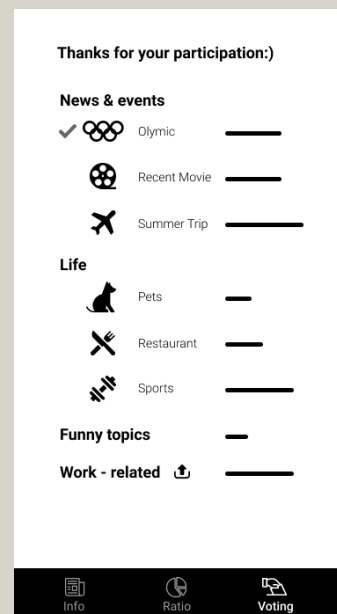 Thanks for your participation:)
News & events
Olymic
Recent Movie
Summer Trip
Life
Pets
Restaurant
Sports
Funny topics
Work - related
Info Ratio Voting